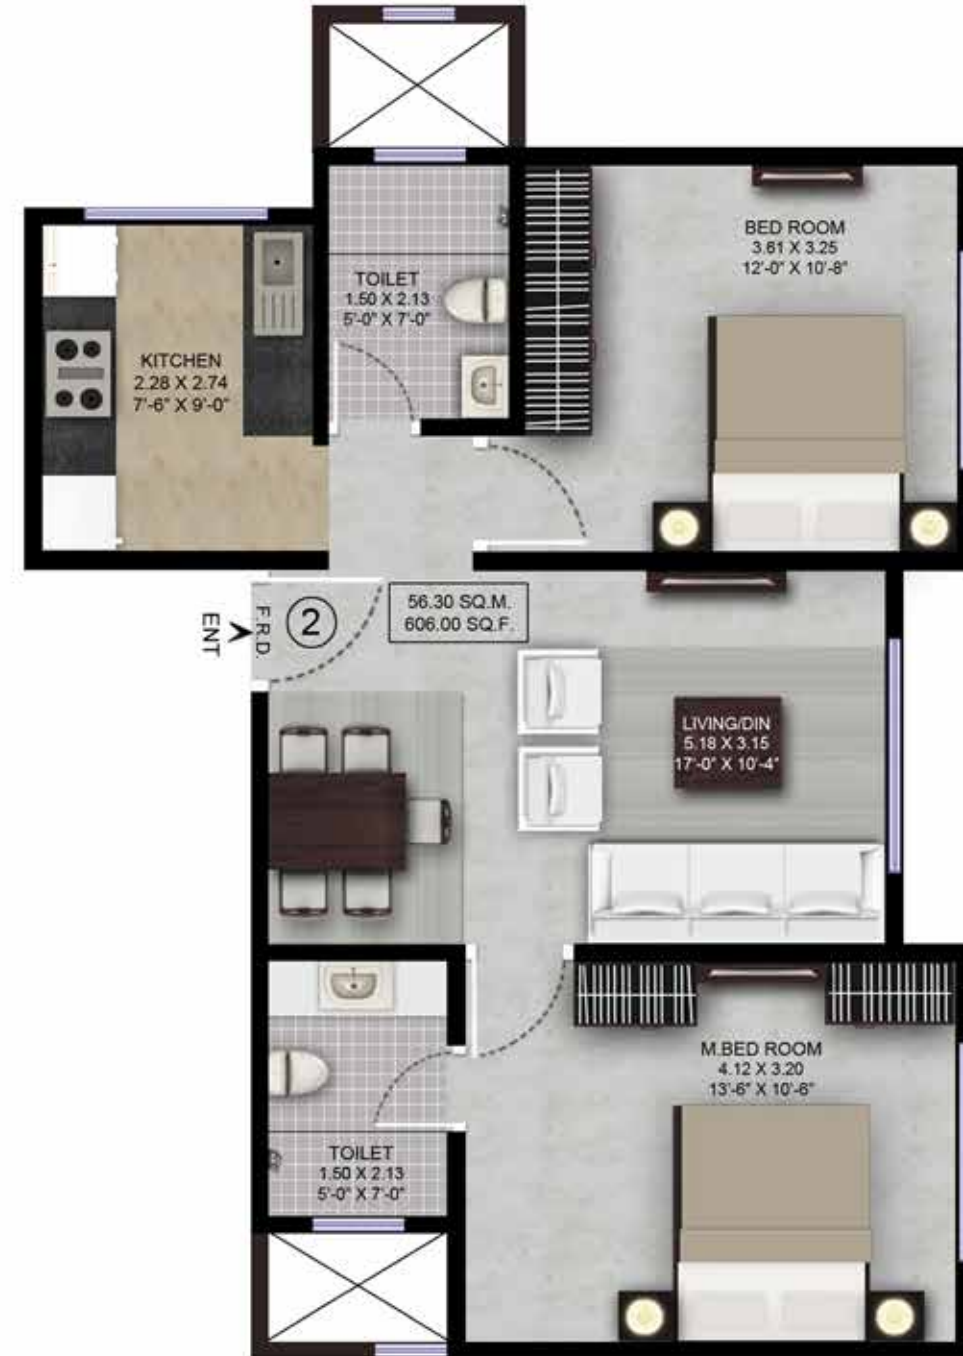 BED ROOM
3.61 X 3.25
12'-0" X 10'-8"
TOILET
1.50 X 2.13
5'-0" X 7'-0"
KITCHEN
2.28 X 2.74
7'-6" X 9'-0"
ENT
F.R.D.
2
56.30 SQ.M.
606.00 SQ.F.
LIVING/DIN
5.18 X 3.15
17'-0" X 10'-4"
M.BED ROOM
4.12 X 3.20
13'-6" X 10'-6"
TOILET
1.50 X 2.13
5'-0" X 7'-0"